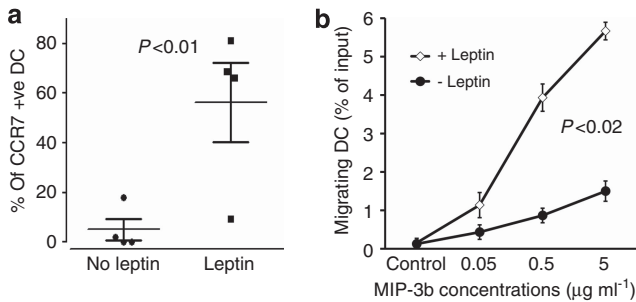 a
% Of CCR7 +ve DC
100
80
60
40
20
0
P<0.01
No leptin Leptin
b
Migrating DC (% of input)
6
5
4
3
2
1
0
+ Leptin
- Leptin
P<0.02
Control 0.05 0.5 5
MIP-3b concentrations (μg ml⁻¹)